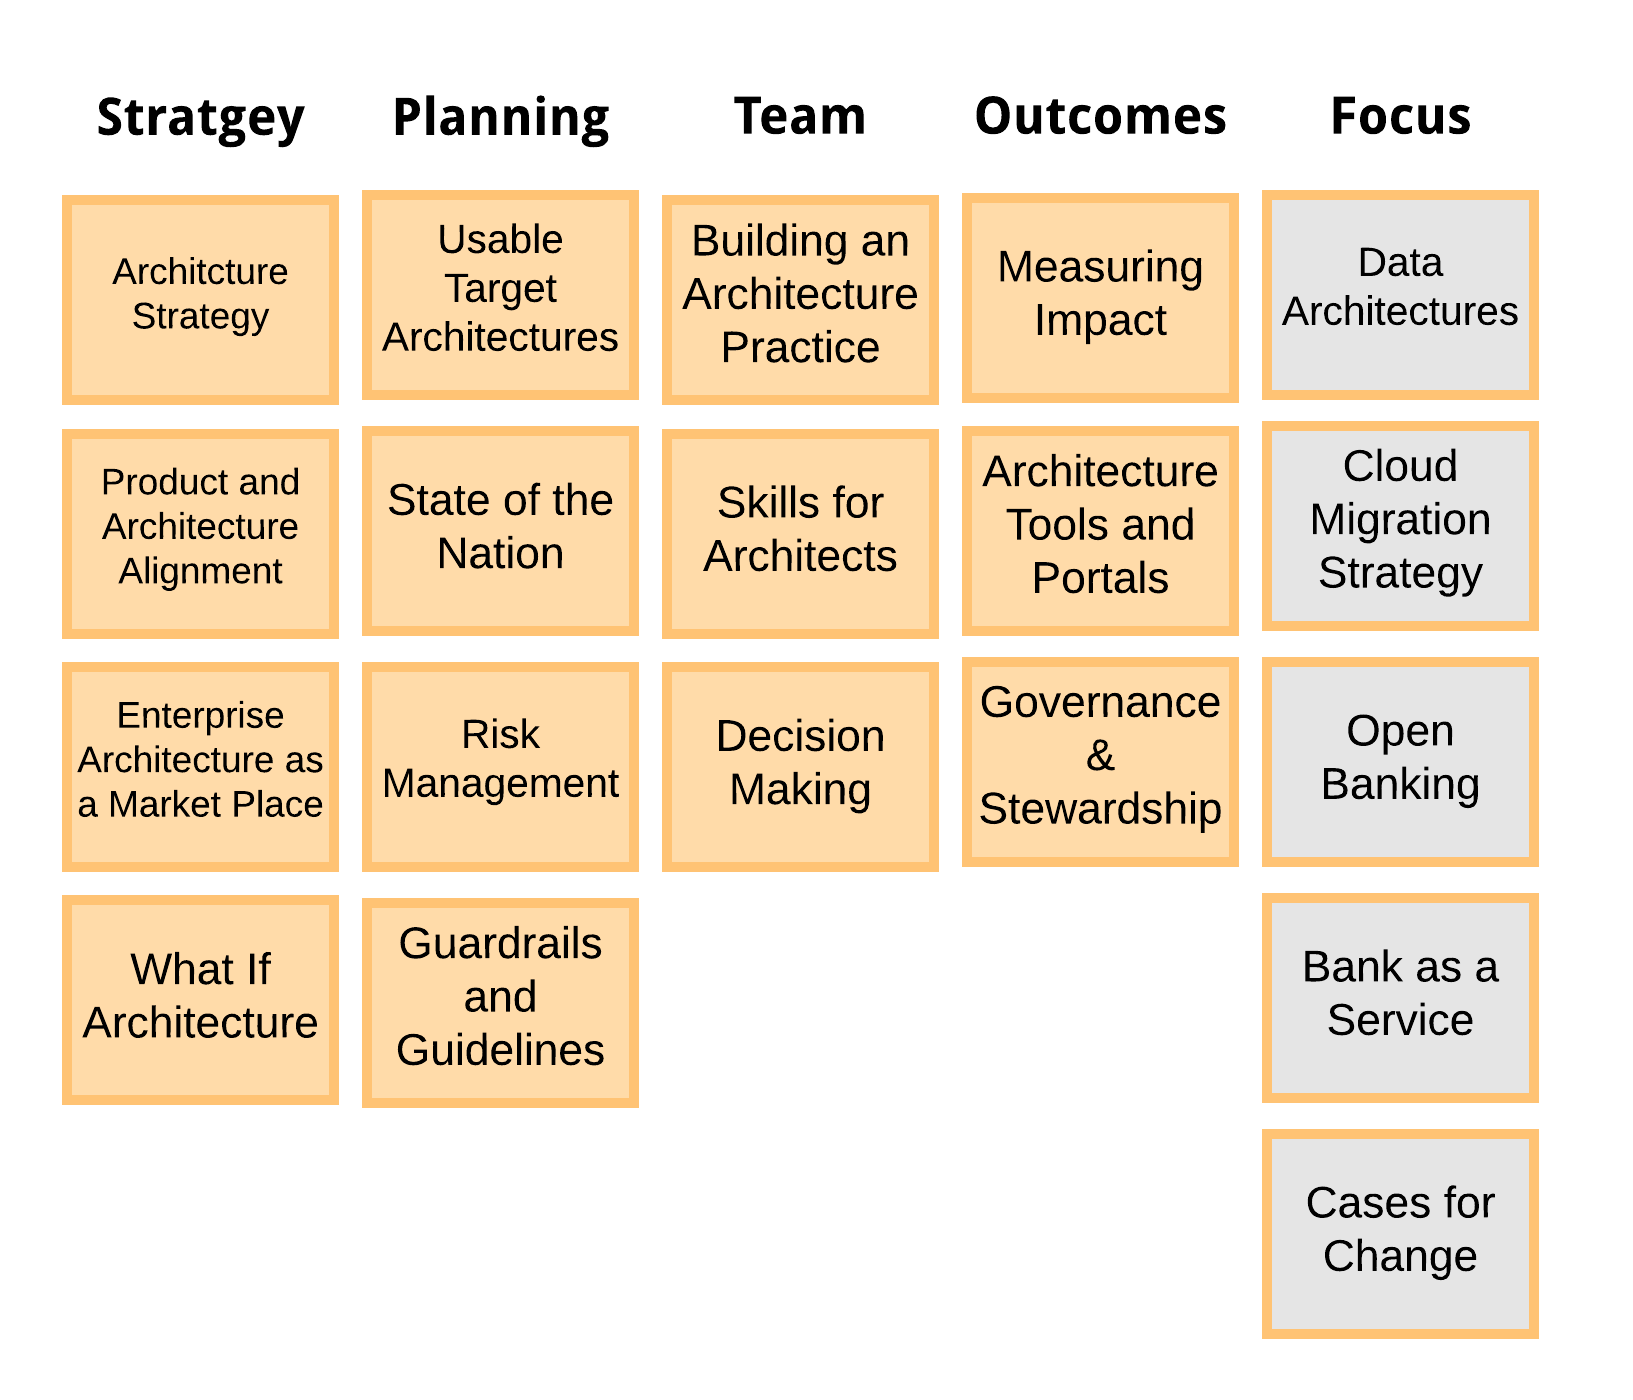 Stratgey
Planning
Team
Outcomes
Focus
Architcture
Strategy
Usable
Target
Architectures
Building an
Architecture
Practice
Measuring
Impact
Data
Architectures
Product and
Architecture
Alignment
State of the
Nation
Skills for
Architects
Architecture
Tools and
Portals
Cloud
Migration
Strategy
Enterprise
Architecture as
a Market Place
Risk
Management
Decision
Making
Governance
&
Stewardship
Open
Banking
What If
Architecture
Guardrails
and
Guidelines
Bank as a
Service
Cases for
Change